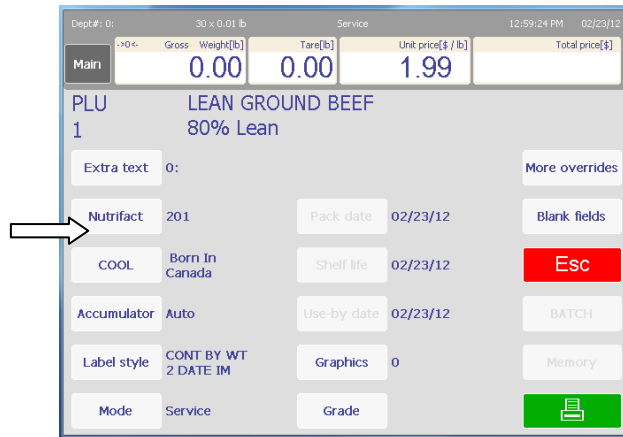 Dept#: 0: 30 x 0.01 lb Service 12:59:24 PM 02/23/12
Main ->0<- Gross Weight[lb] Tare[lb] Unit price[$ / lb] Total price[$]
0.00 0.00 1.99
PLU LEAN GROUND BEEF
1 80% Lean
Extra text 0: More overrides
Nutrifact 201 Pack date 02/23/12 Blank fields
COOL Born In Canada Shelf life 02/23/12 Esc
Accumulator Auto Use-by date 02/23/12 BATCH
Label style CONT BY WT 2 DATE IM Graphics 0 Memory
Mode Service Grade